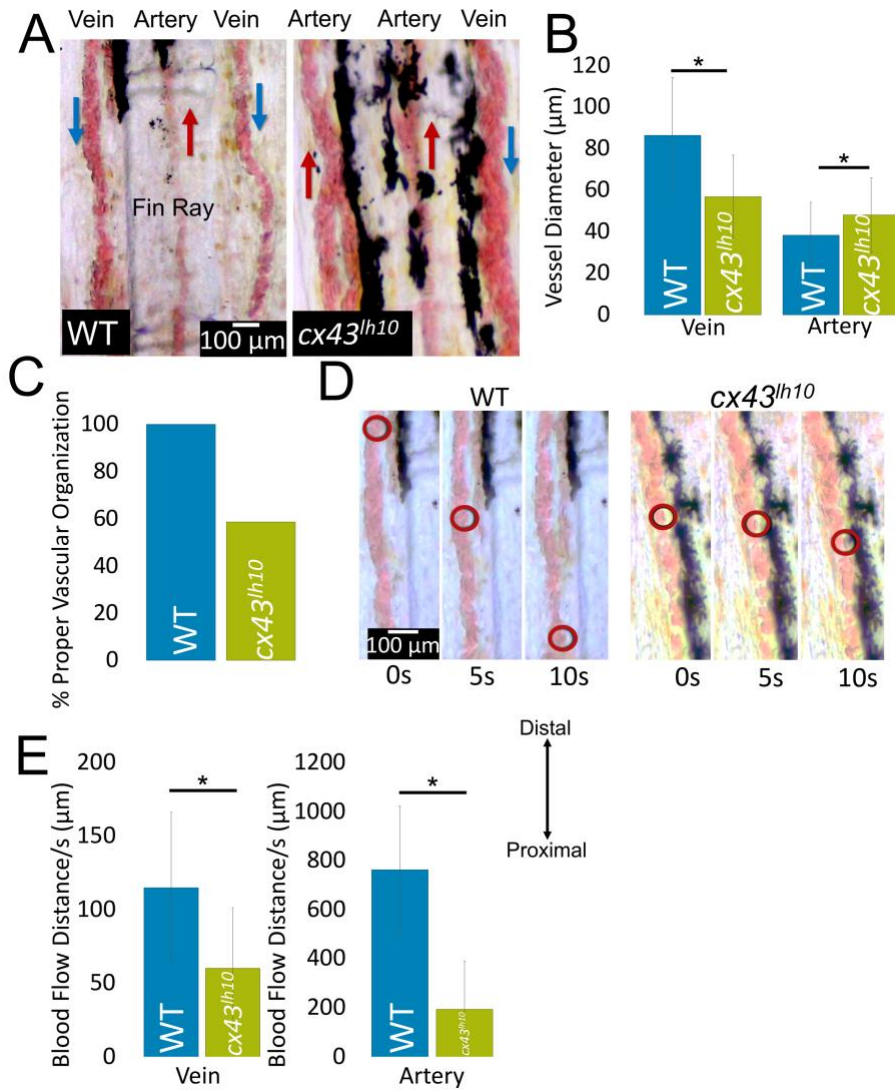 A
Vein Artery Vein
Artery Artery Vein
Fin Ray
WT
100 µm
cx43lh10
B
*
*
Vessel Diameter (µm)
120
100
80
60
40
20
0
WT
cx43lh10
WT
cx43lh10
Vein
Artery
C
% Proper Vascular Organization
100
80
60
40
20
0
WT
cx43lh10
D
WT
cx43lh10
100 µm
0s 5s 10s
0s 5s 10s
Distal
Proximal
E
Blood Flow Distance/s (µm)
200
150
100
50
0
*
WT
cx43lh10
Vein
Blood Flow Distance/s (µm)
1200
1000
800
600
400
200
0
*
WT
cx43lh10
Artery